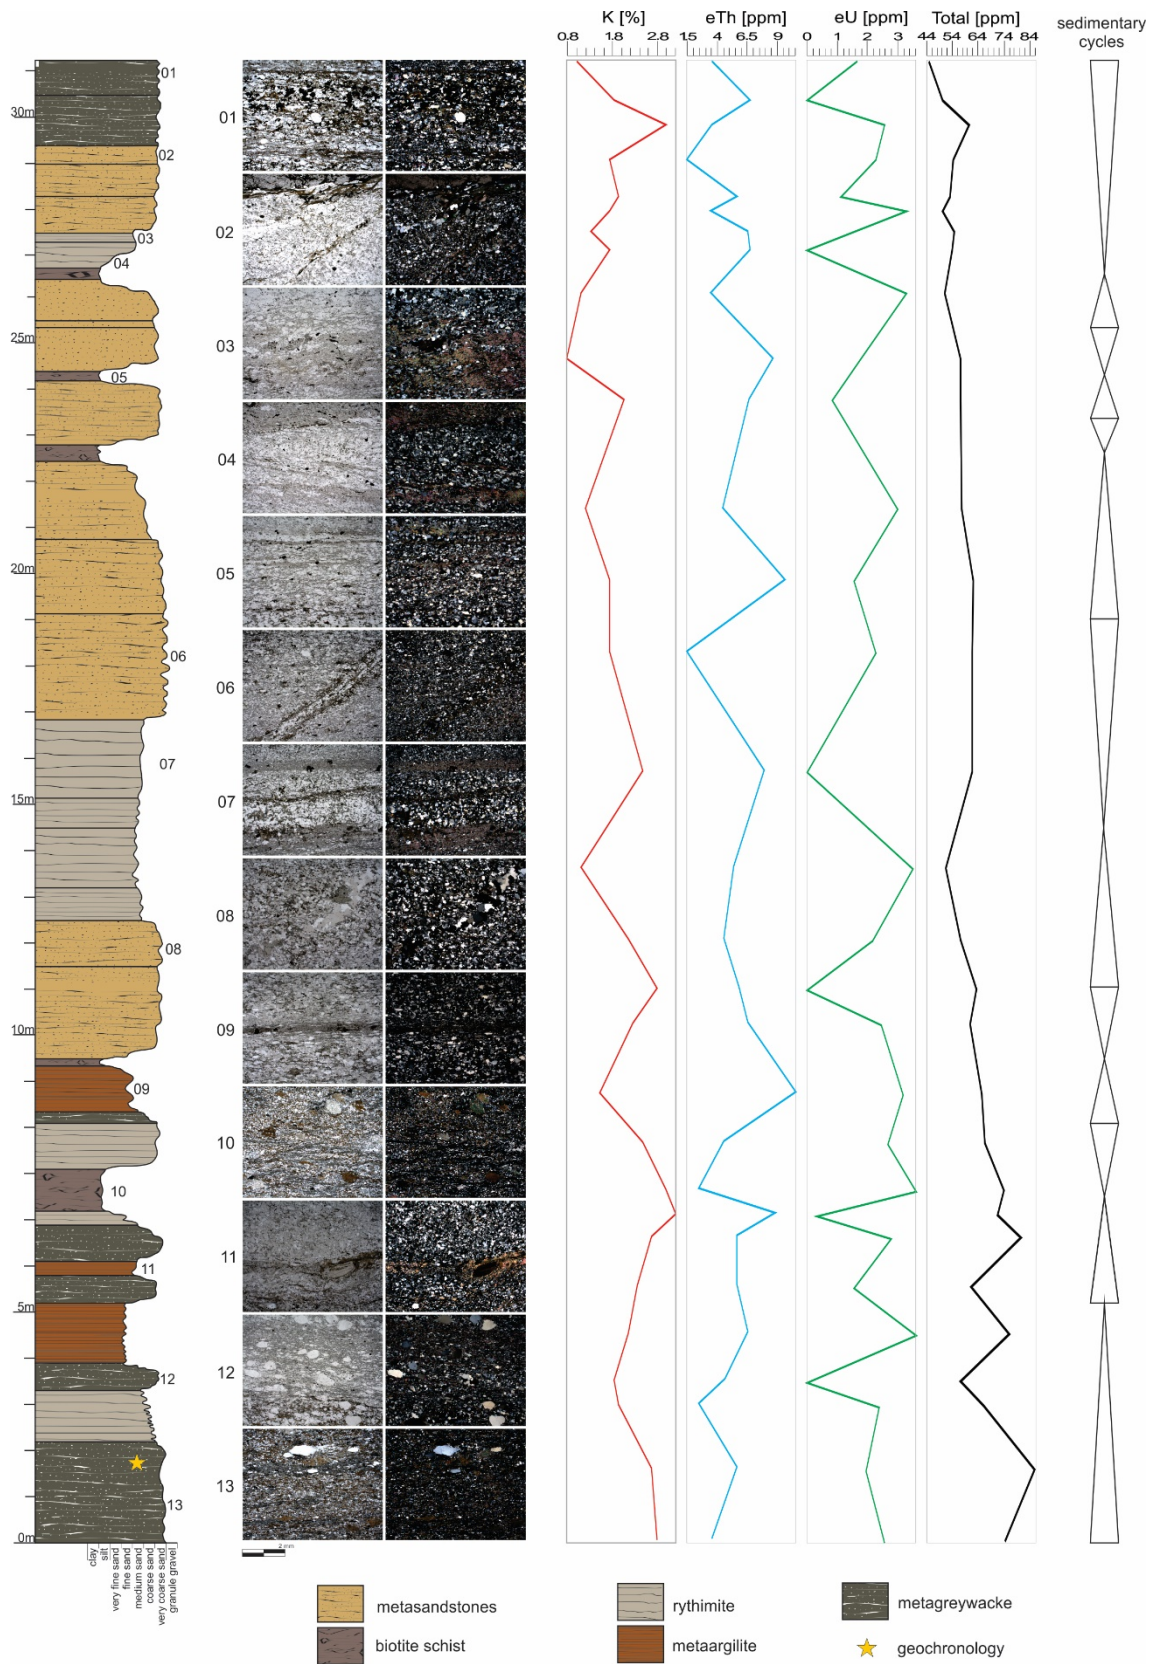 K [%] eTh [ppm] eU [ppm] Total [ppm] sedimentary cycles
0.8 1.8 2.8 1.5 4 6.5 9 0 1 2 3 44 54 64 74 84
01
30m
02
03
04
25m
05
20m
06
07
15m
08
10m
09
10
11
5m
12
13
0m
01
02
03
04
05
06
07
08
09
10
11
12
13
2 mm
clay
silt
very fine sand
fine sand
medium sand
coarse sand
very coarse sand
granule gravel
metasandstones
rythimite
metagreywacke
biotite schist
metaargilite
geochronology